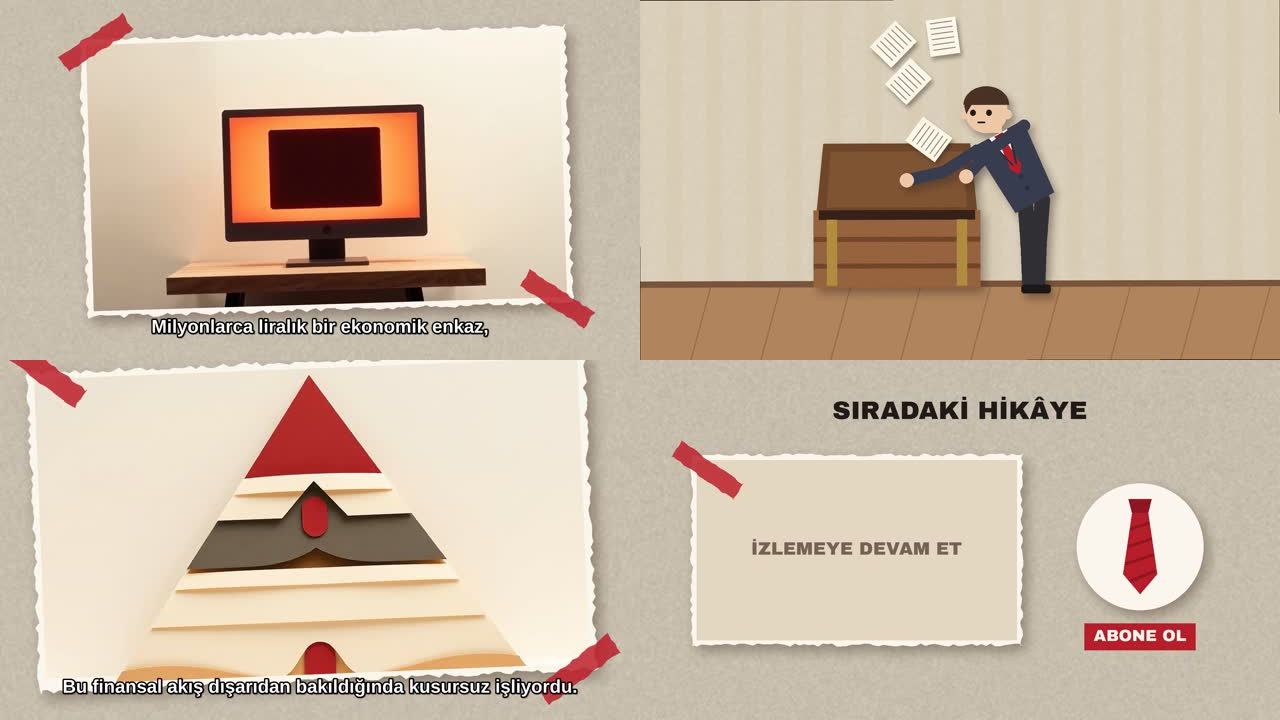 Milyonlarca liralık bir ekonomik enkaz,
Bu finansal akış dışarıdan bakıldığında kusursuz işliyordu.
SIRADAKİ HİKÂYE
İZLEMEYE DEVAM ET
ABONE OL